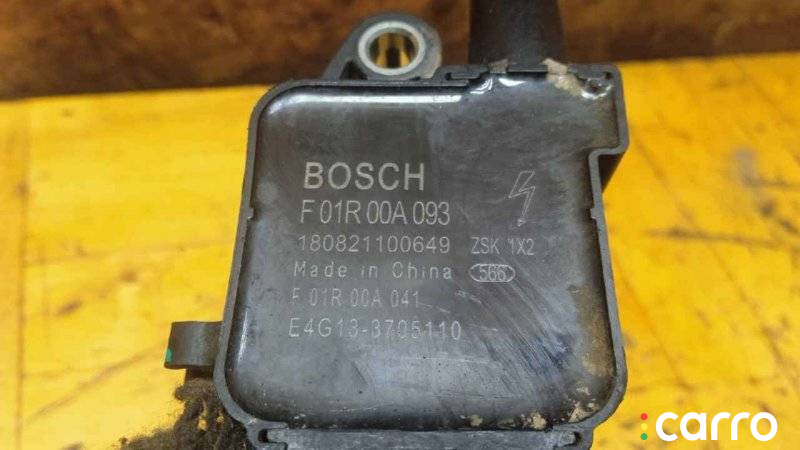 BOSCH
F 01R 00A 093
180821100649 ZSK 1X2
Made in China 566
F 01R 00A 041
E4G13-3705110
carro